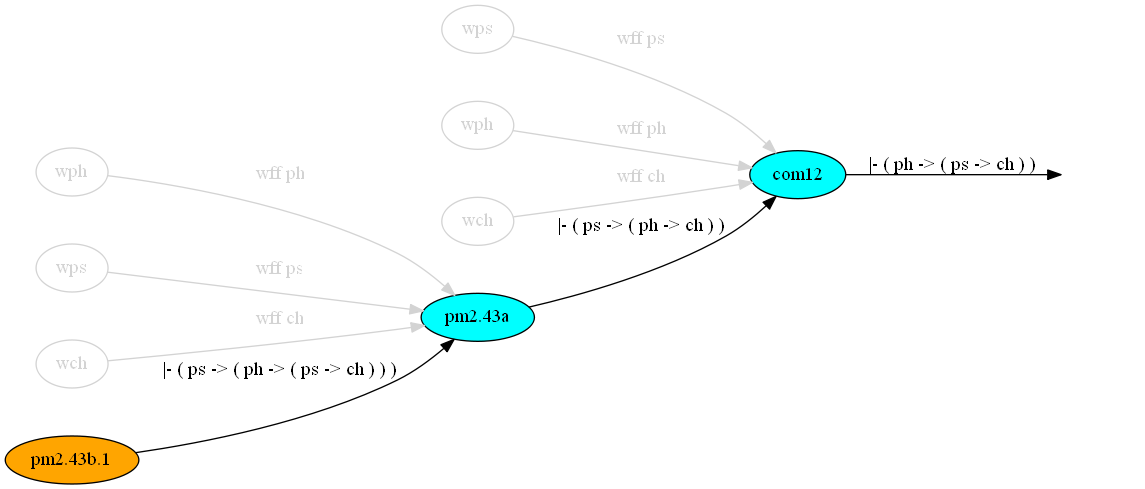 wps
wff ps
wph
wff ph
wch
wff ch
com12
|- ( ph -> ( ps -> ch ) )
|- ( ps -> ( ph -> ch ) )
wph
wff ph
wps
wff ps
wch
wff ch
pm2.43a
|- ( ps -> ( ph -> ( ps -> ch ) ) )
pm2.43b.1